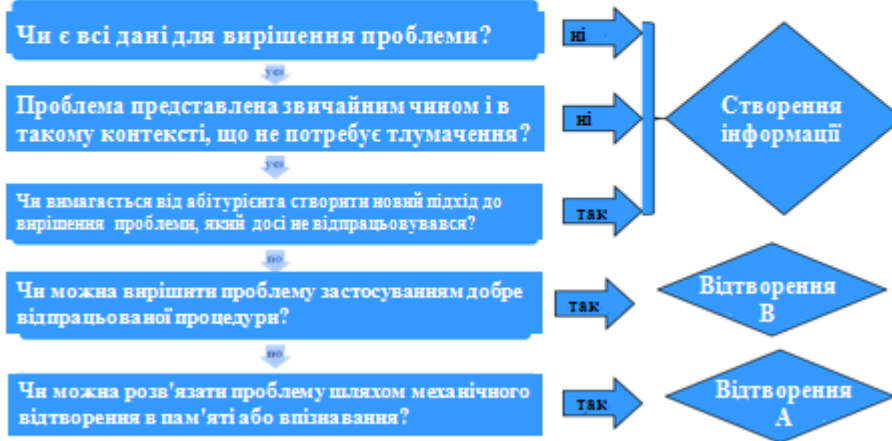 Чи є всі дані для вирішення проблеми?
ні
yes
Проблема представлена звичайним чином і в
такому контексті, що не потребує тлумачення?
ні
Створення
інформації
yes
Чи вимагається від абітурієнта створити новий підхід до
вирішення проблеми, який досі не відпрацьовувався?
так
no
Чи можна вирішити проблему застосуванням добре
відпрацьованої процедури?
так
Відтворення
В
no
Чи можна розв'язати проблему шляхом механічного
відтворення в пам'яті або впізнавання?
так
Відтворення
А